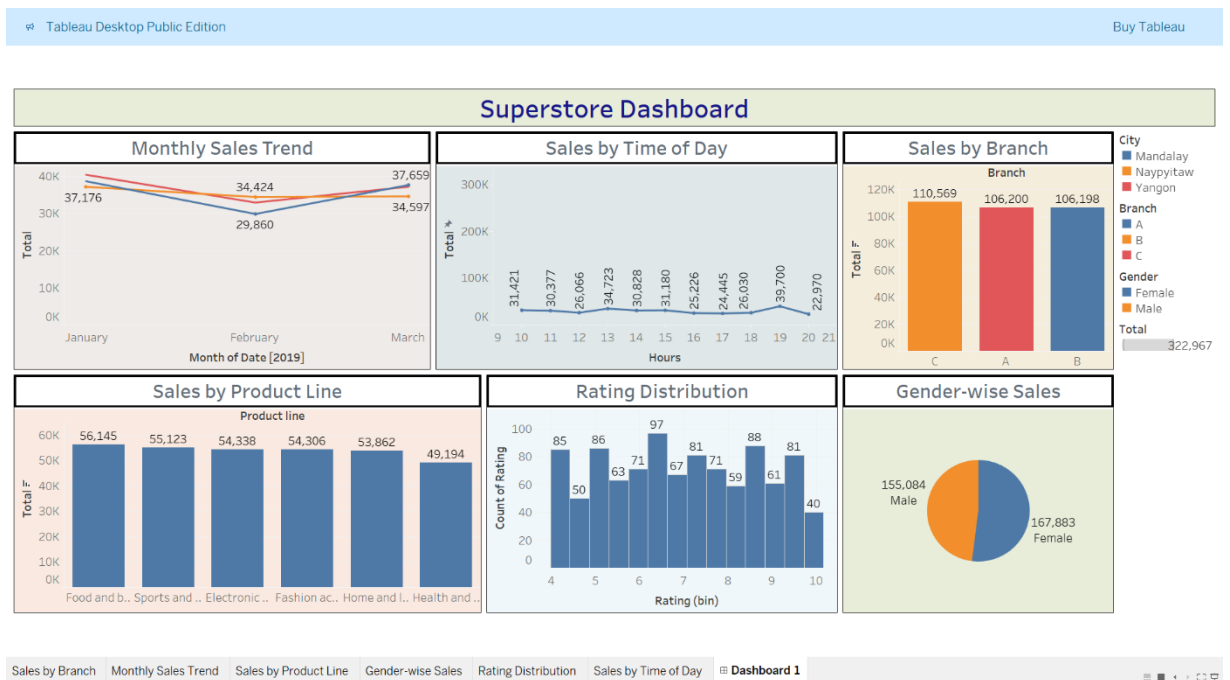 Tableau Desktop Public Edition
Buy Tableau
Superstore Dashboard
Monthly Sales Trend
40K
30K
20K
10K
0K
Total
37,176
34,424
29,860
37,659
34,597
January
February
March
Month of Date [2019]
Sales by Time of Day
300K
200K
100K
0K
Total
31,421
30,377
26,066
34,723
30,828
31,180
25,226
24,445
26,030
39,700
22,970
9 10 11 12 13 14 15 16 17 18 19 20 21
Hours
Sales by Branch
Branch
120K
100K
80K
60K
40K
20K
0K
Total
110,569
106,200
106,198
C
A
B
City
Mandalay
Naypyitaw
Yangon
Branch
A
B
C
Gender
Female
Male
Total
322,967
Sales by Product Line
Product line
60K
50K
40K
30K
20K
10K
0K
Total
56,145
55,123
54,338
54,306
53,862
49,194
Food and b..
Sports and ..
Electronic ..
Fashion ac..
Home and l..
Health and ..
Rating Distribution
100
80
60
40
20
0
Count of Rating
85
50
86
63
71
97
67
81
71
59
88
61
81
40
4 5 6 7 8 9 10
Rating (bin)
Gender-wise Sales
155,084
Male
167,883
Female
Sales by Branch
Monthly Sales Trend
Sales by Product Line
Gender-wise Sales
Rating Distribution
Sales by Time of Day
Dashboard 1